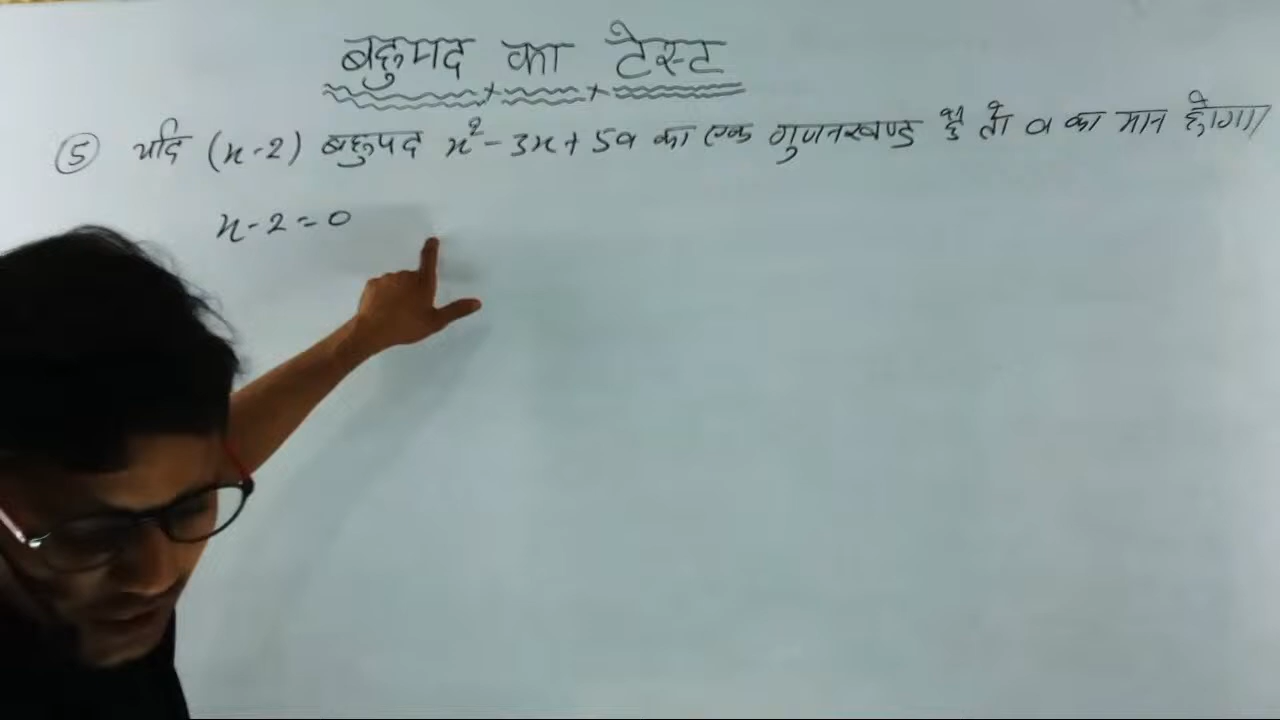 बहुपद का टेस्ट
⑤ यदि (x-2) बहुपद x² - 3x + 5a का एक गुणनखण्ड है तो a का मान होगा।
x - 2 = 0